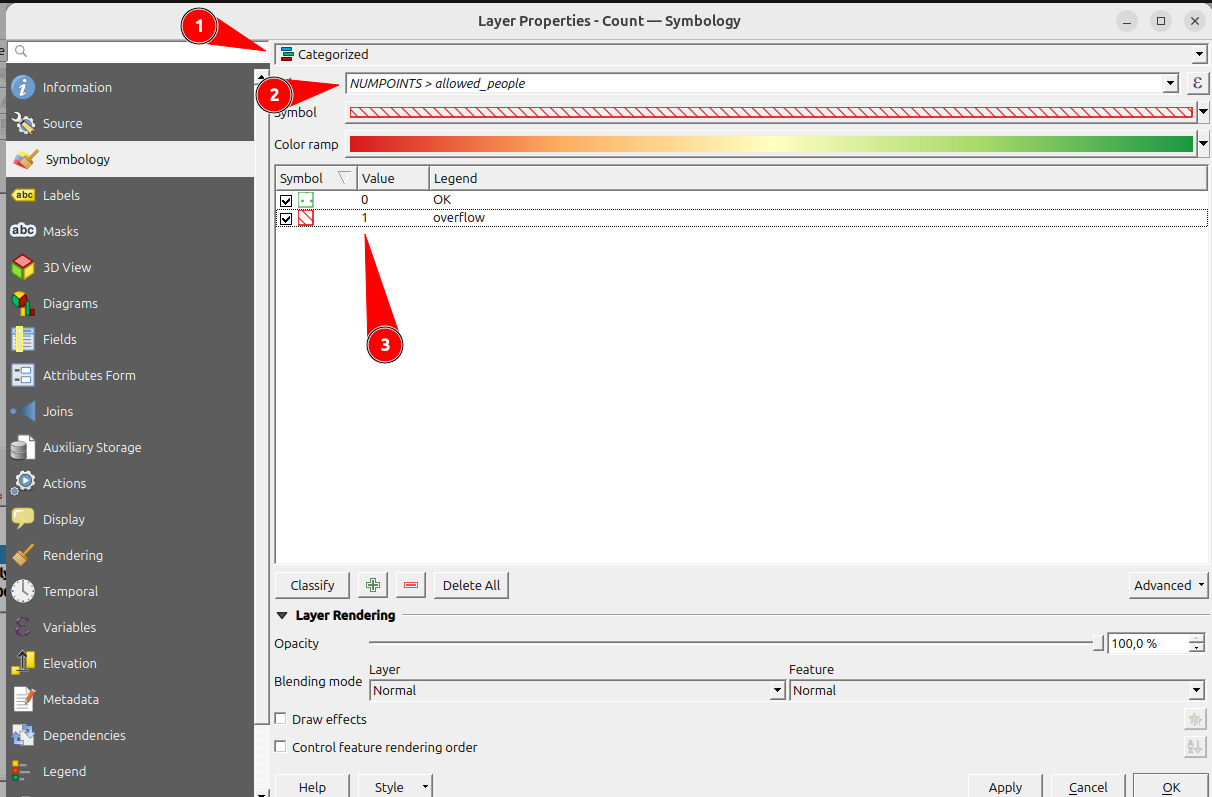 Layer Properties - Count — Symbology
1
Categorized
2
NUMPOINTS > allowed_people
ε
Symbol
Color ramp
Symbol Value Legend
0 OK
1 overflow
3
Information
Source
Symbology
abc Labels
abc Masks
3D View
Diagrams
Fields
Attributes Form
Joins
Auxiliary Storage
Actions
Display
Rendering
Temporal
Variables
Elevation
Metadata
Dependencies
Legend
Classify Delete All Advanced
Layer Rendering
Opacity 100,0 %
Layer Feature
Blending mode Normal Normal
Draw effects
Control feature rendering order
Help Style Apply Cancel OK